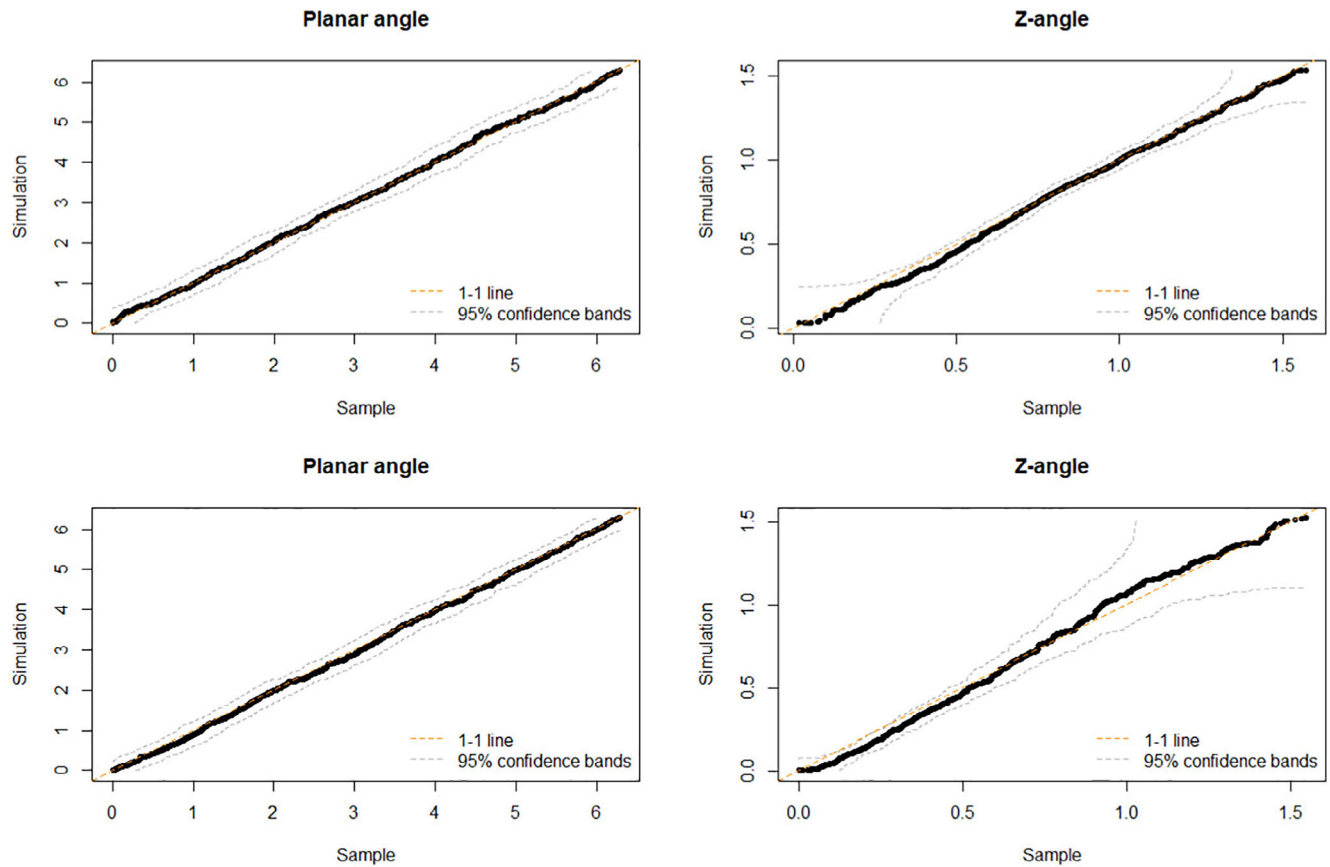 Planar angle
Simulation
6
5
4
3
2
1
0
1-1 line
95% confidence bands
0 1 2 3 4 5 6
Sample
Z-angle
Simulation
1.5
1.0
0.5
0.0
1-1 line
95% confidence bands
0.0 0.5 1.0 1.5
Sample
Planar angle
Simulation
6
5
4
3
2
1
0
1-1 line
95% confidence bands
0 1 2 3 4 5 6
Sample
Z-angle
Simulation
1.5
1.0
0.5
0.0
1-1 line
95% confidence bands
0.0 0.5 1.0 1.5
Sample